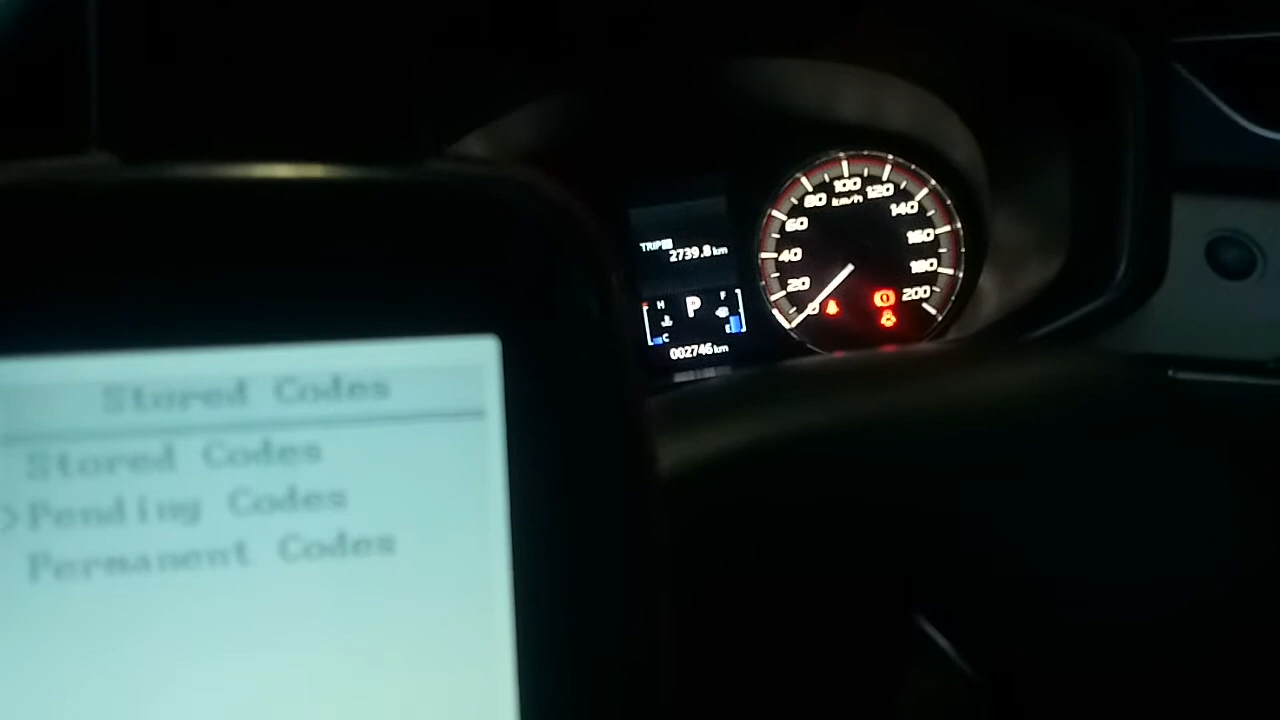 Stored Codes
Stored Codes
>Pending Codes
Permanent Codes
TRIP
2739.8 km
H
P
F
C
E
002746 km
0
20
40
60
80
100
120
140
160
180
200
km/h